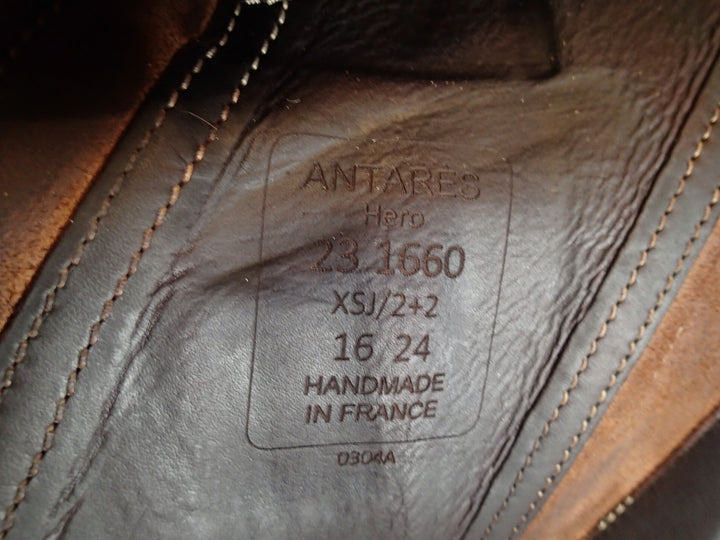 ANTARES
Hero
23 1660
XSJ/2+2
16 24
HANDMADE
IN FRANCE
0304A